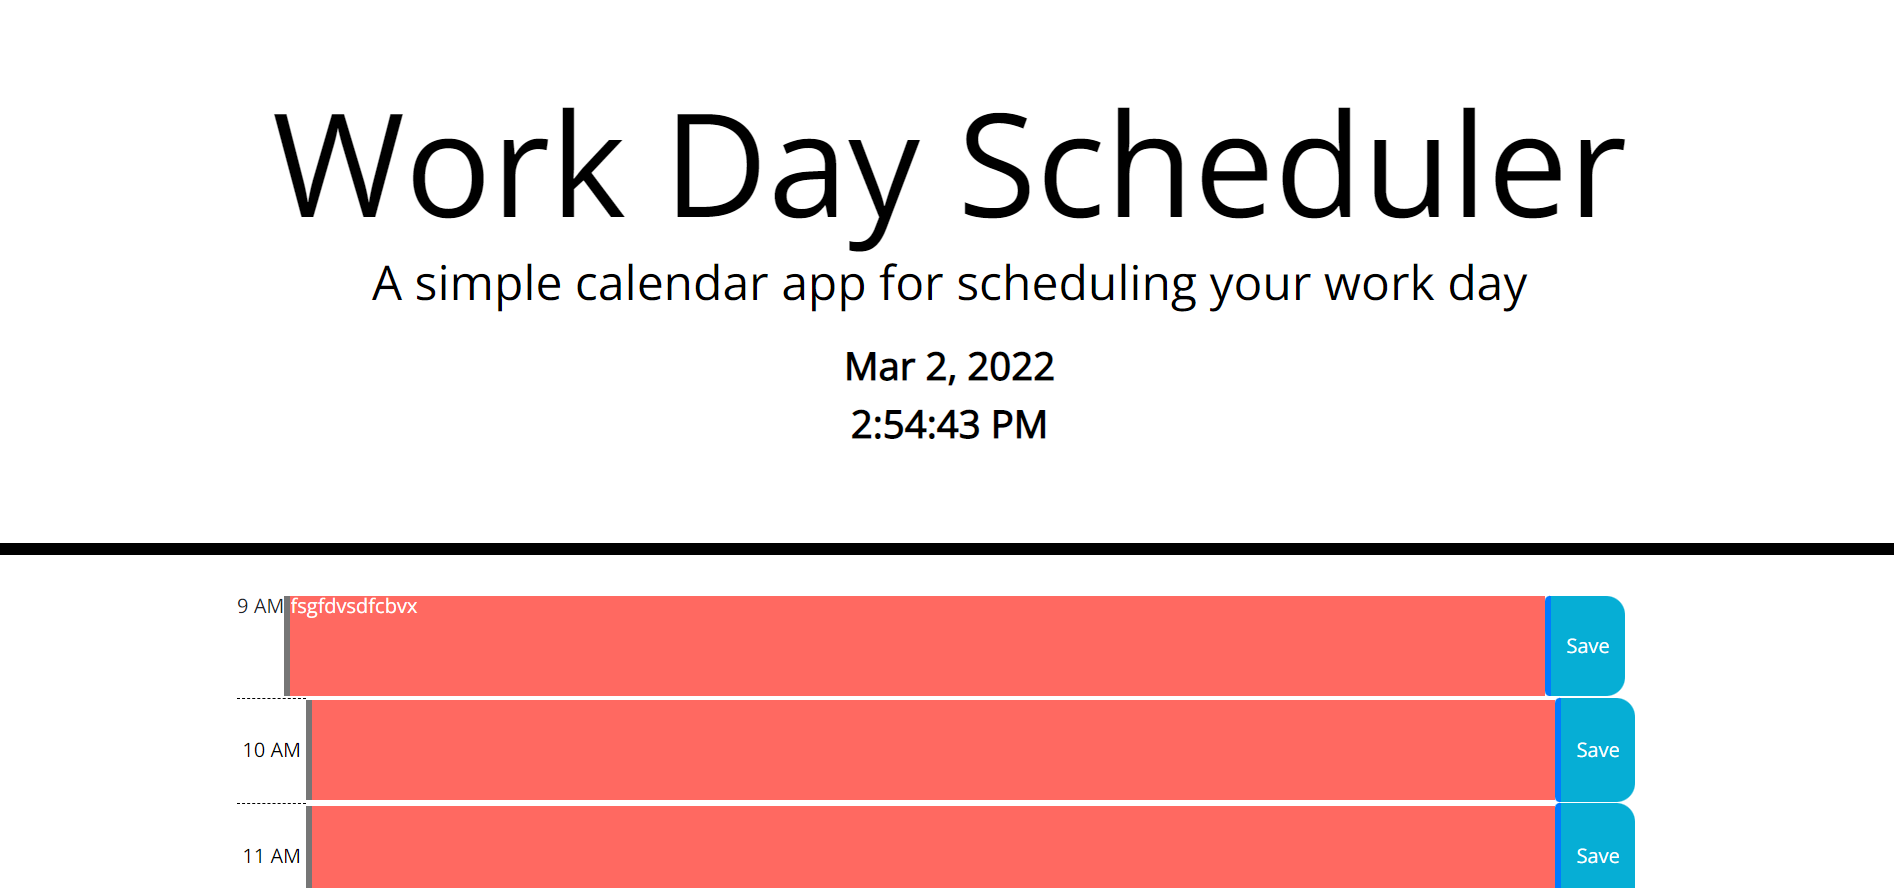 Work Day Scheduler
A simple calendar app for scheduling your work day
Mar 2, 2022
2:54:43 PM
9 AM fsgfdvsdfcbvx Save
10 AM Save
11 AM Save